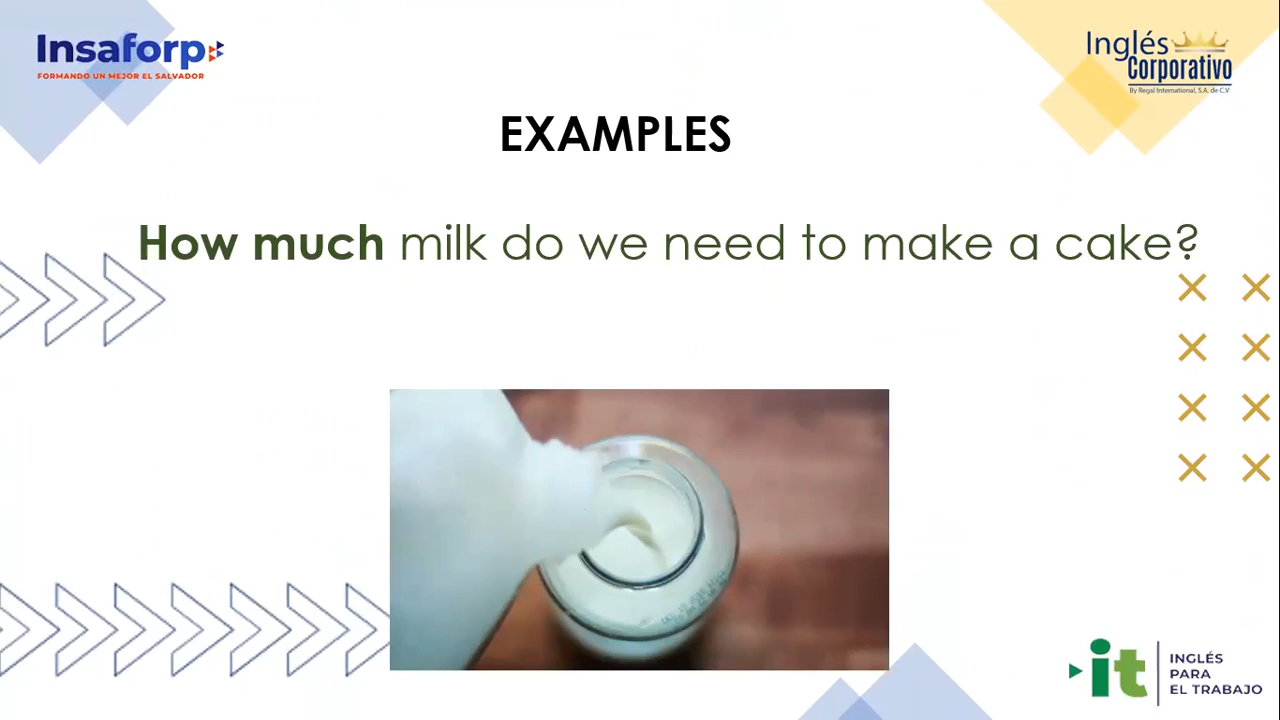 Insaforp
FORMANDO UN MEJOR EL SALVADOR
Inglés
Corporativo
By Regal International, S.A. de C.V
EXAMPLES
How much milk do we need to make a cake?
it
INGLÉS
PARA
EL TRABAJO